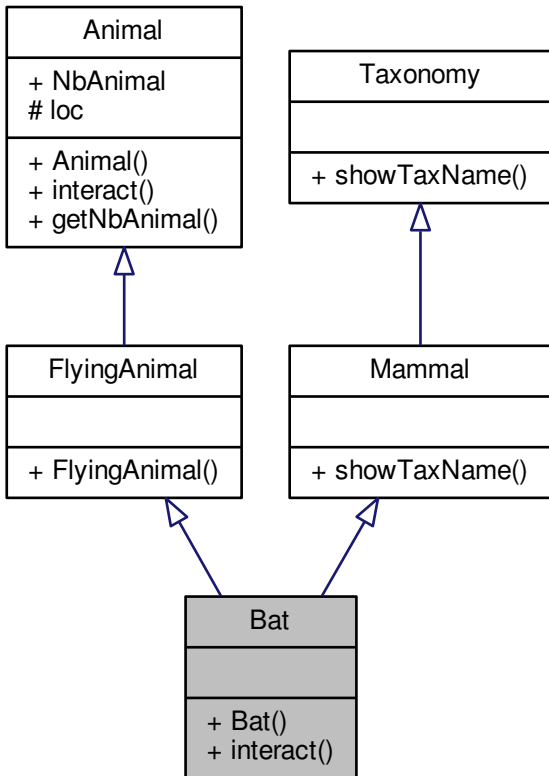 Animal
+ NbAnimal
# loc
+ Animal()
+ interact()
+ getNbAnimal()
Taxonomy
+ showTaxName()
FlyingAnimal
+ FlyingAnimal()
Mammal
+ showTaxName()
Bat
+ Bat()
+ interact()